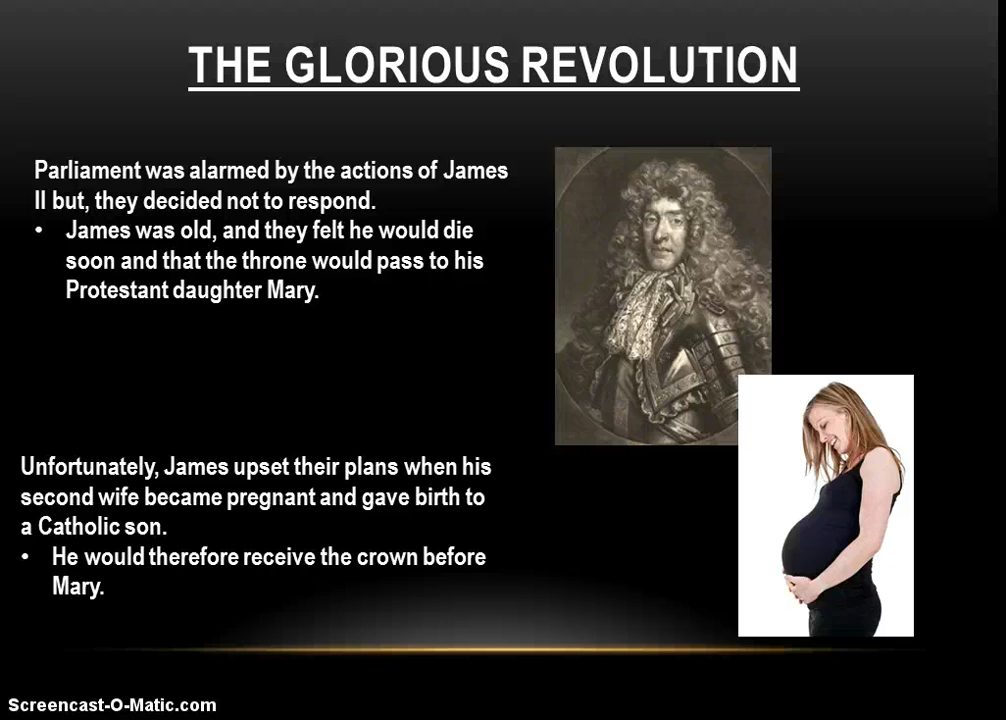 THE GLORIOUS REVOLUTION
Parliament was alarmed by the actions of James
II but, they decided not to respond.
• James was old, and they felt he would die
soon and that the throne would pass to his
Protestant daughter Mary.
Unfortunately, James upset their plans when his
second wife became pregnant and gave birth to
a Catholic son.
• He would therefore receive the crown before
Mary.
Screencast-O-Matic.com